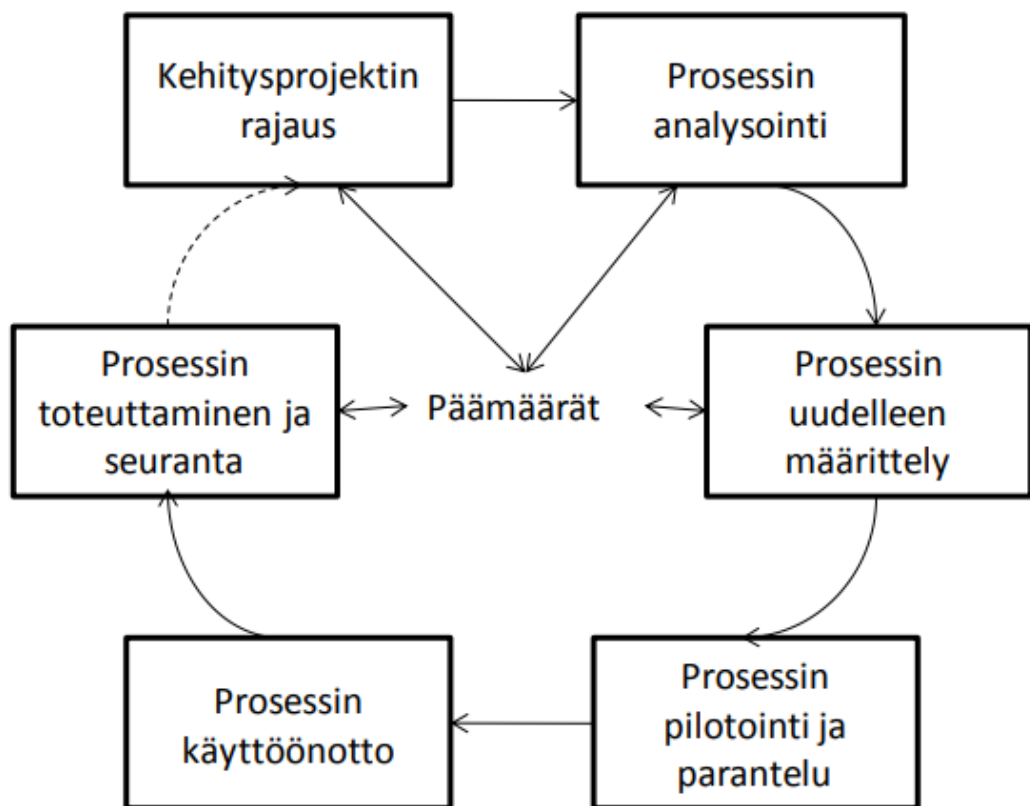 Kehitysprojektin
rajaus
Prosessin
analysointi
Prosessin
toteuttaminen ja
seuranta
Päämäärät
Prosessin
uudelleen
määrittely
Prosessin
käyttöönotto
Prosessin
pilotointi ja
parantelu